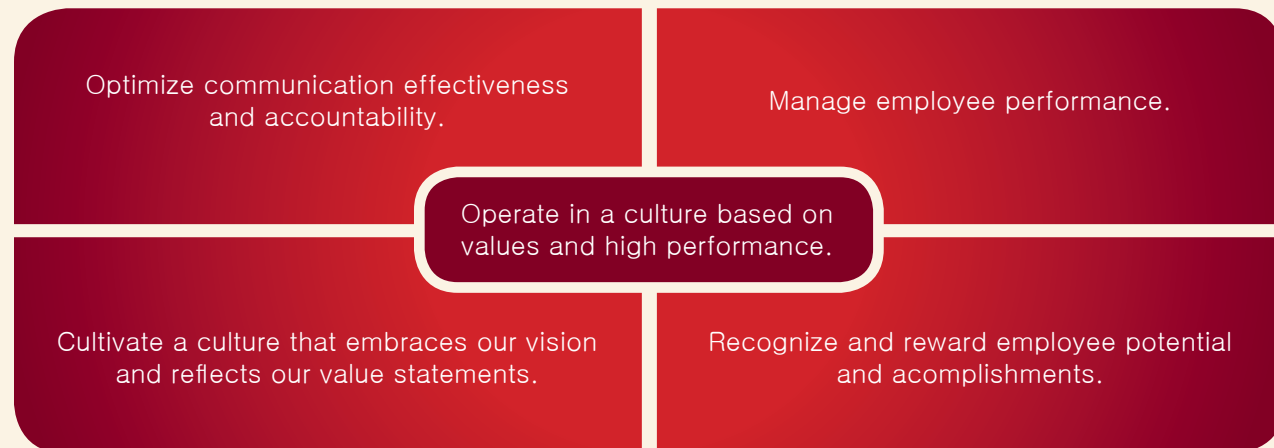 Optimize communication effectiveness
and accountability.
Manage employee performance.
Operate in a culture based on
values and high performance.
Cultivate a culture that embraces our vision
and reflects our value statements.
Recognize and reward employee potential
and acomplishments.